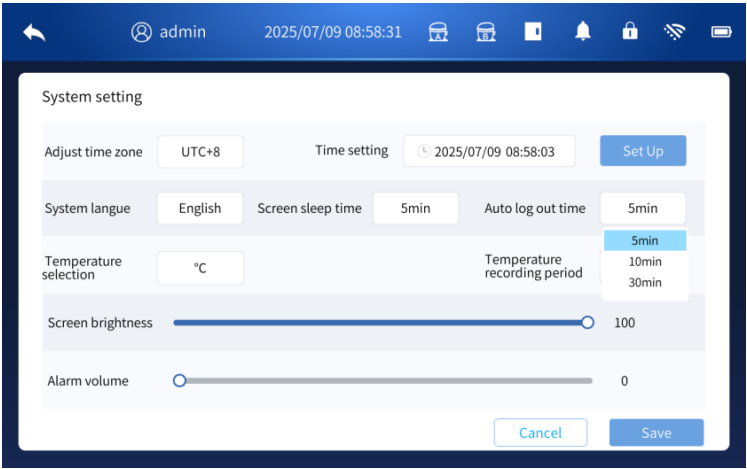 admin
2025/07/09 08:58:31
A
B
System setting
Adjust time zone
UTC+8
Time setting
2025/07/09 08:58:03
Set Up
System langue
English
Screen sleep time
5min
Auto log out time
5min
5min
10min
30min
Temperature
selection
°C
Temperature
recording period
Screen brightness
100
Alarm volume
0
Cancel
Save